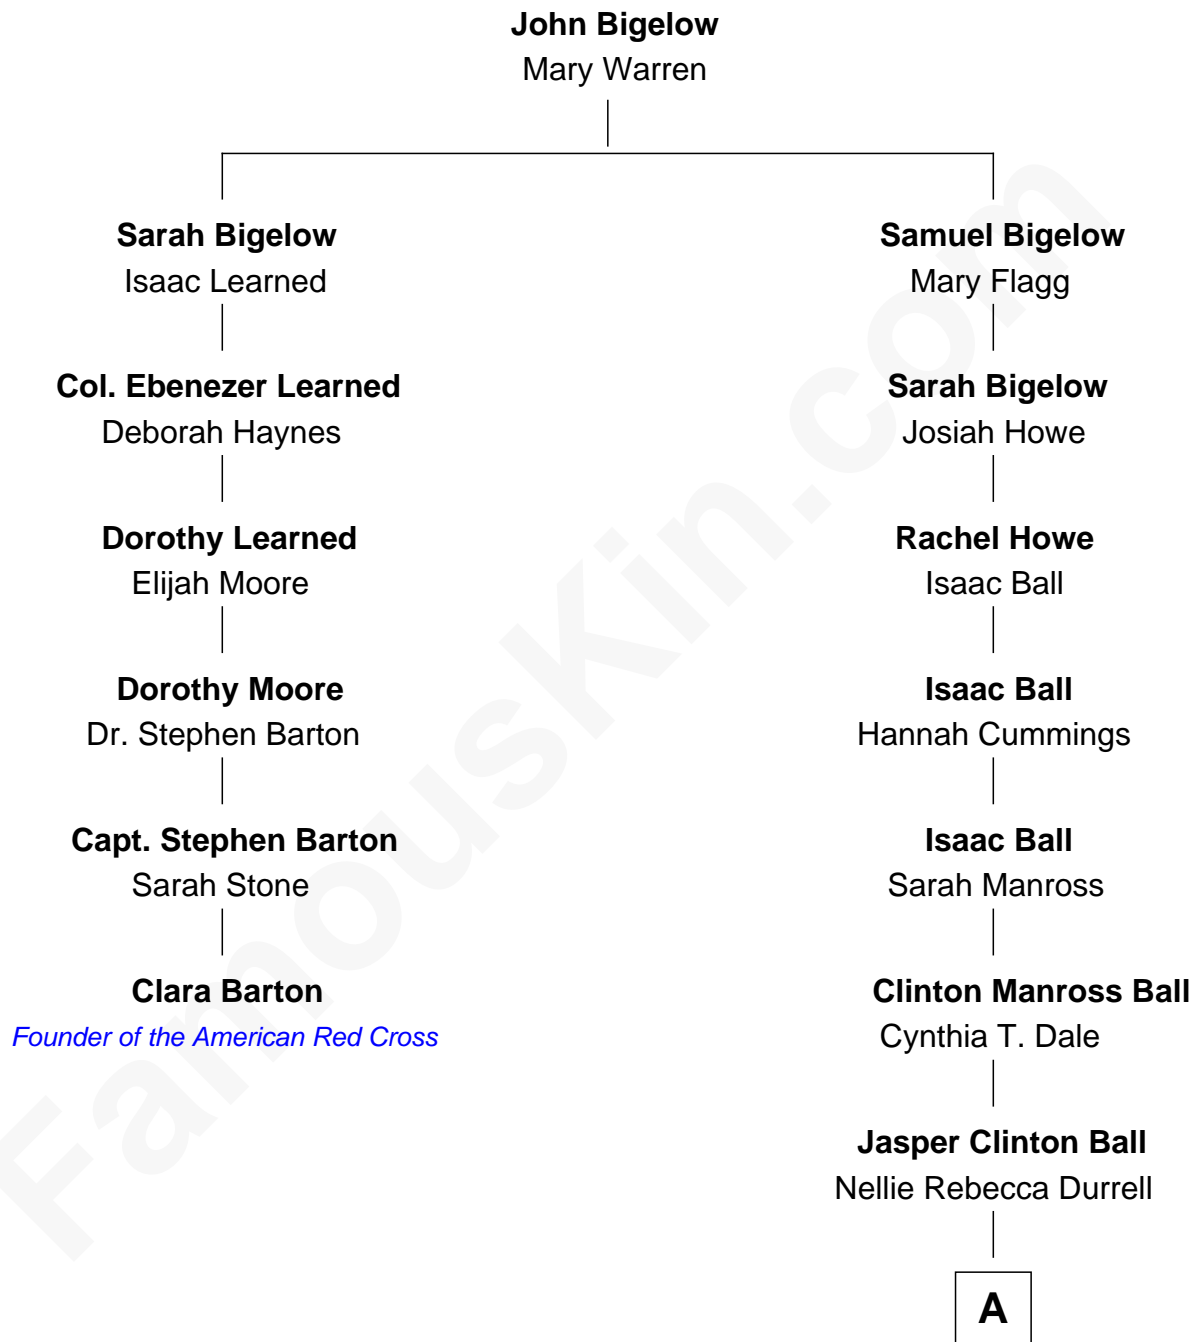 John Bigelow
Mary Warren
Sarah Bigelow
Isaac Learned
Col. Ebenezer Learned
Deborah Haynes
Dorothy Learned
Elijah Moore
Dorothy Moore
Dr. Stephen Barton
Capt. Stephen Barton
Sarah Stone
Clara Barton
Founder of the American Red Cross
Samuel Bigelow
Mary Flagg
Sarah Bigelow
Josiah Howe
Rachel Howe
Isaac Ball
Isaac Ball
Hannah Cummings
Isaac Ball
Sarah Manross
Clinton Manross Ball
Cynthia T. Dale
Jasper Clinton Ball
Nellie Rebecca Durrell
A
FamousKin.com